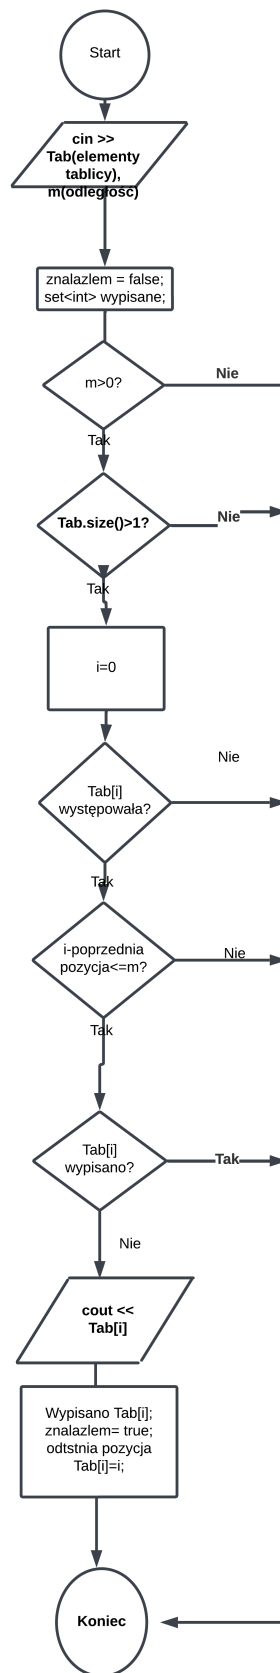 Start
cin >>
Tab(elementy
tablicy),
m(odległość)
znalazlem = false;
set<int> wypisane;
m>0?
Nie
Tak
Tab.size()>1?
Nie
Tak
i=0
Nie
Tab[i]
występowała?
Tak
i-poprzednia
pozycja<=m?
Nie
Tak
Tab[i]
wypisano?
Tak
Nie
cout <<
Tab[i]
Wypisano Tab[i];
znalazlem= true;
odtstnia pozycja
Tab[i]=i;
Koniec